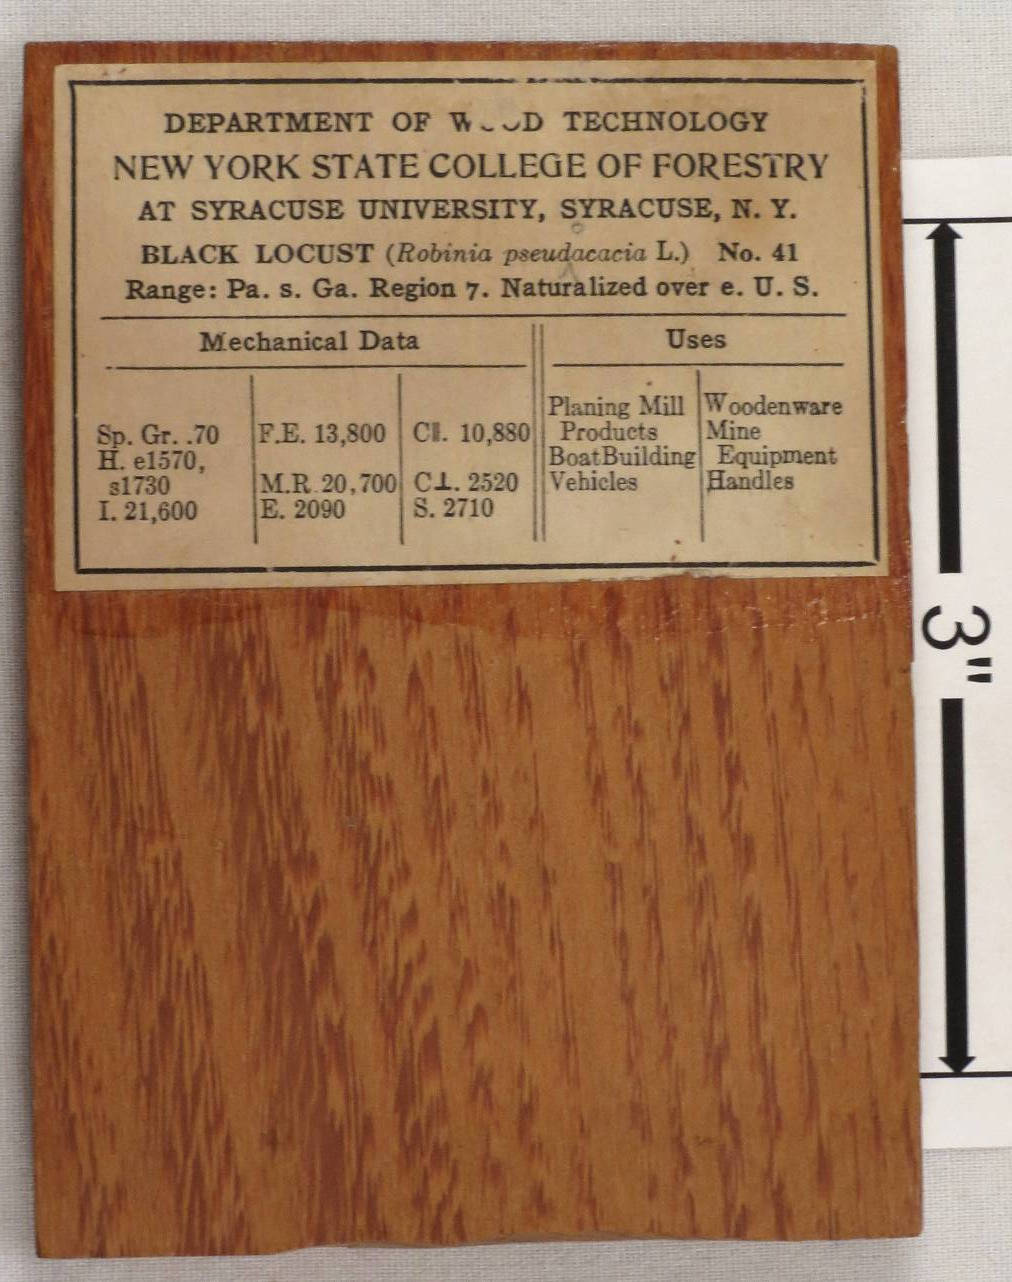 DEPARTMENT OF TECHNOLOGY
NEW YORK STATE COLLEGE OF FORESTRY
AT SYRACUSE UNIVERSITY, SYRACUSE, N. Y.
BLACK LOCUST (Robinia pseudacacia L.) No. 41
Range: Pa. s. Ga. Region 7. Naturalized over e. U. S.
Mechanical Data
Sp. Gr. .70
H. e1570,
s1730
I. 21,600
F.E. 13,800
M.R. 20,700
E. 2090
C∥. 10,880
C⊥. 2520
S. 2710
Uses
Planing Mill
Products
Boat Building
Vehicles
Woodenware
Mine
Equipment
Handles
3"